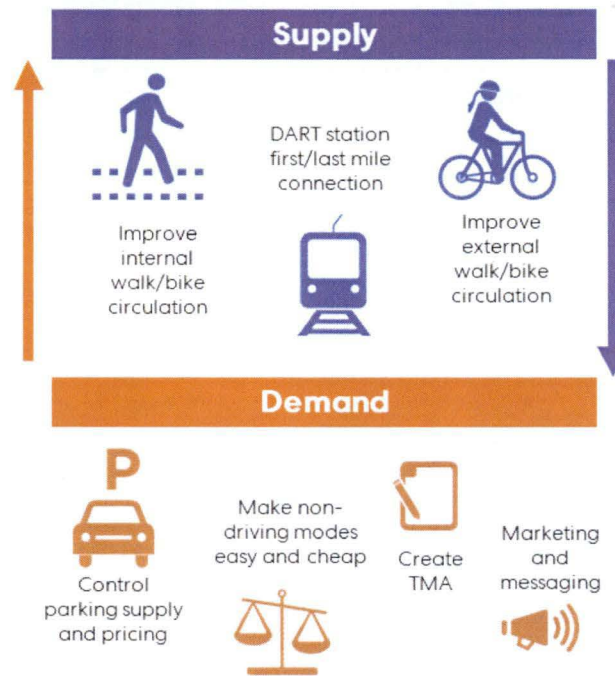 Supply
DART station
first/last mile
connection
Improve
internal
walk/bike
circulation
Improve
external
walk/bike
circulation
Demand
P
Control
parking supply
and pricing
Make non-
driving modes
easy and cheap
Create
TMA
Marketing
and
messaging